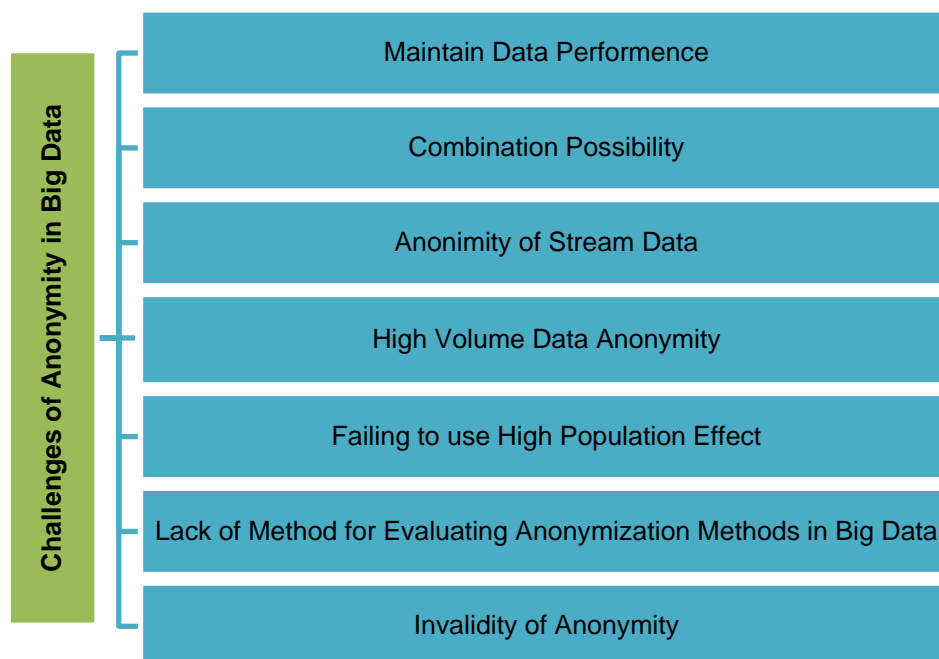 Challenges of Anonymity in Big Data
Maintain Data Performence
Combination Possibility
Anonimity of Stream Data
High Volume Data Anonymity
Failing to use High Population Effect
Lack of Method for Evaluating Anonymization Methods in Big Data
Invalidity of Anonymity